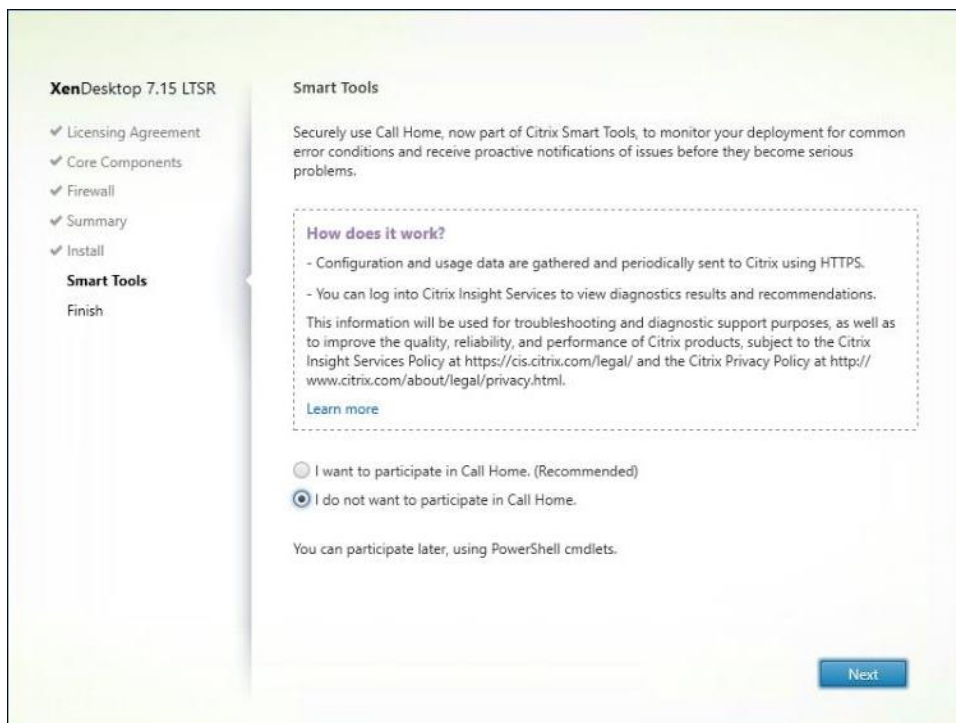 XenDesktop 7.15 LTSR
Licensing Agreement
Core Components
Firewall
Summary
Install
Smart Tools
Finish
Smart Tools
Securely use Call Home, now part of Citrix Smart Tools, to monitor your deployment for common
error conditions and receive proactive notifications of issues before they become serious
problems.
How does it work?
- Configuration and usage data are gathered and periodically sent to Citrix using HTTPS.
- You can log into Citrix Insight Services to view diagnostics results and recommendations.
This information will be used for troubleshooting and diagnostic support purposes, as well as
to improve the quality, reliability, and performance of Citrix products, subject to the Citrix
Insight Services Policy at https://cis.citrix.com/legal/ and the Citrix Privacy Policy at http://
www.citrix.com/about/legal/privacy.html.
Learn more
I want to participate in Call Home. (Recommended)
I do not want to participate in Call Home.
You can participate later, using PowerShell cmdlets.
Next